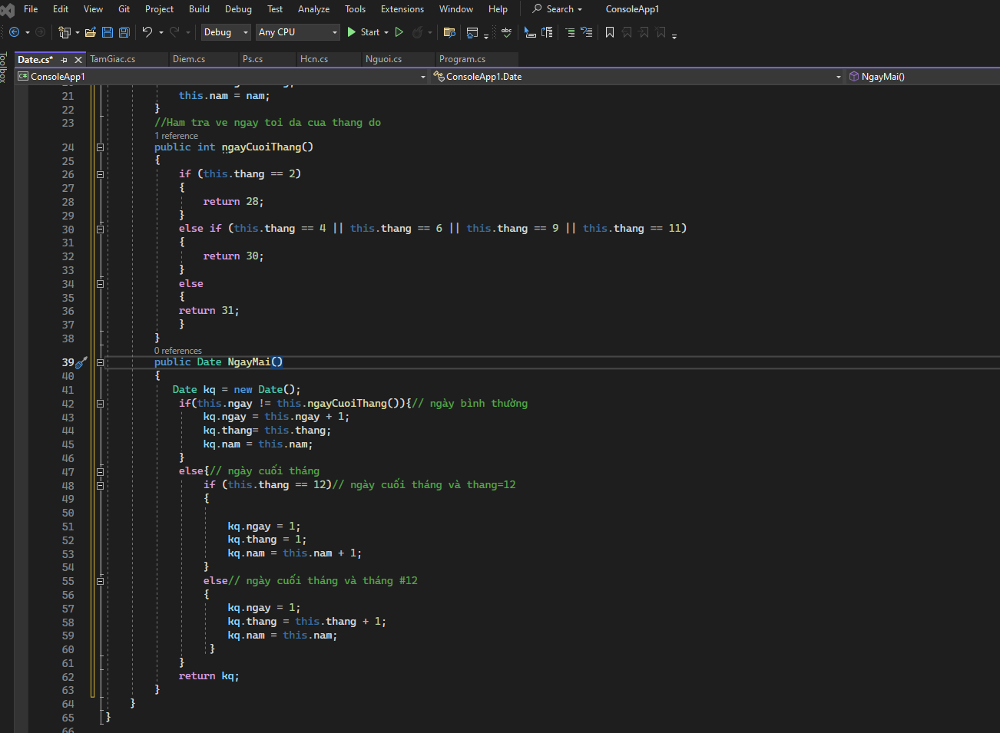 File Edit View Git Project Build Debug Test Analyze Tools Extensions Window Help Search ConsoleApp1
Debug Any CPU Start
Toolbox
Date.cs* TamGiac.cs Diem.cs Ps.cs Hcn.cs Nguoi.cs Program.cs
C# ConsoleApp1 ConsoleApp1.Date NgayMai()
21 this.nam = nam;
22 }
23 //Ham tra ve ngay toi da cua thang do
1 reference
24 public int ngayCuoiThang()
25 {
26 if (this.thang == 2)
27 {
28 return 28;
29 }
30 else if (this.thang == 4 || this.thang == 6 || this.thang == 9 || this.thang == 11)
31 {
32 return 30;
33 }
34 else
35 {
36 return 31;
37 }
38 }
0 references
39 public Date NgayMai()
40 {
41 Date kq = new Date();
42 if(this.ngay != this.ngayCuoiThang()){// ngày bình thường
43 kq.ngay = this.ngay + 1;
44 kq.thang= this.thang;
45 kq.nam = this.nam;
46 }
47 else{// ngày cuối tháng
48 if (this.thang == 12)// ngày cuối tháng và thang=12
49 {
50
51 kq.ngay = 1;
52 kq.thang = 1;
53 kq.nam = this.nam + 1;
54 }
55 else// ngày cuối tháng và tháng #12
56 {
57 kq.ngay = 1;
58 kq.thang = this.thang + 1;
59 kq.nam = this.nam;
60 }
61 }
62 return kq;
63 }
64 }
65 }
66